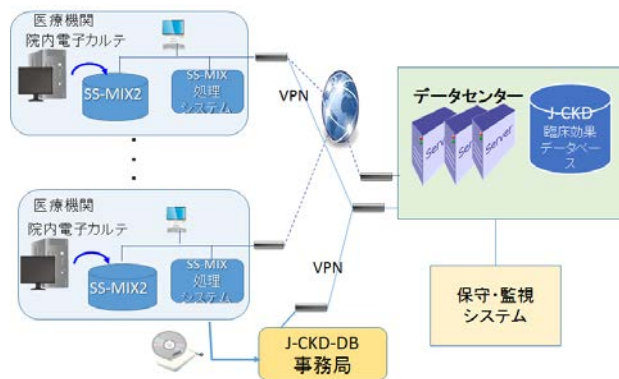 医療機関
院内電子カルテ
SS-MIX2
SS-MIX
処理
システム
VPN
データセンター
Server
Server
Server
J-CKD
臨床効果
データベー
ス
医療機関
院内電子カルテ
SS-MIX2
SS-MIX
処理
システム
VPN
J-CKD-DB
事務局
保守・監視
システム